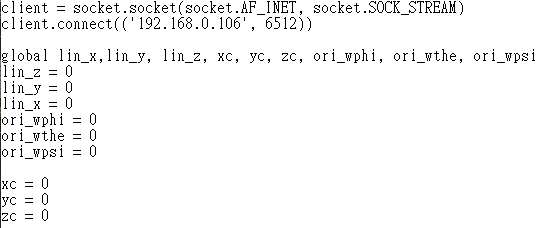 client = socket.socket(socket.AF_INET, socket.SOCK_STREAM)
client.connect(('192.168.0.106', 6512))
global lin_x,lin_y, lin_z, xc, yc, zc, ori_wphi, ori_wthe, ori_wpsi
lin_z = 0
lin_y = 0
lin_x = 0
ori_wphi = 0
ori_wthe = 0
ori_wpsi = 0
xc = 0
yc = 0
zc = 0